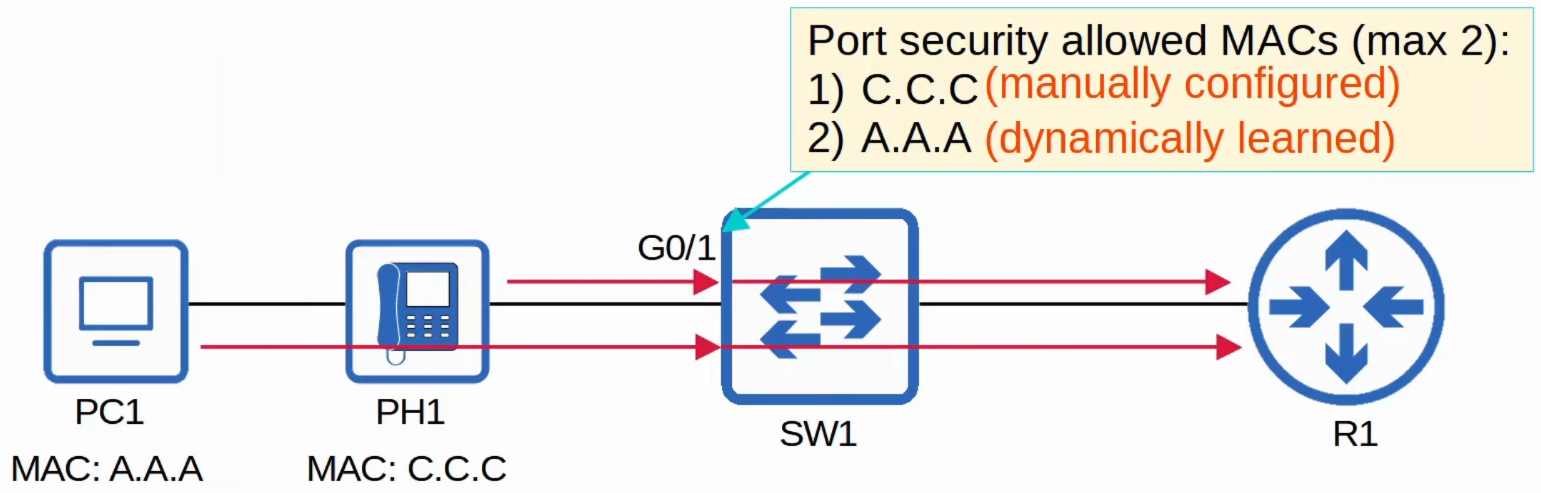 Port security allowed MACs (max 2):
1) C.C.C (manually configured)
2) A.A.A (dynamically learned)
G0/1
PC1
PH1
SW1
R1
MAC: A.A.A
MAC: C.C.C